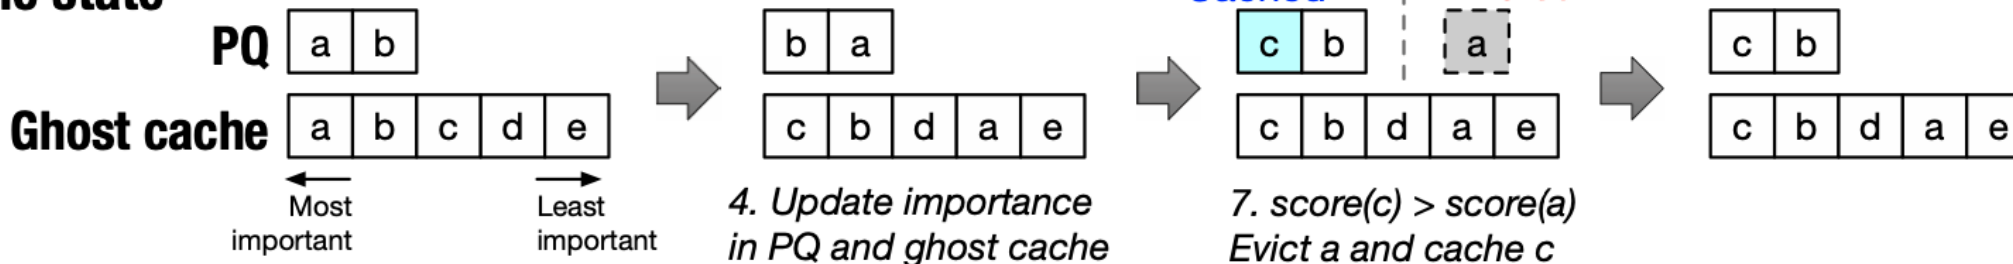 PQ a b b a c b a c b
Ghost cache a b c d e c b d a e c b d a e c b d a e
Most important
Least important
4. Update importance
in PQ and ghost cache
7. score(c) > score(a)
Evict a and cache c